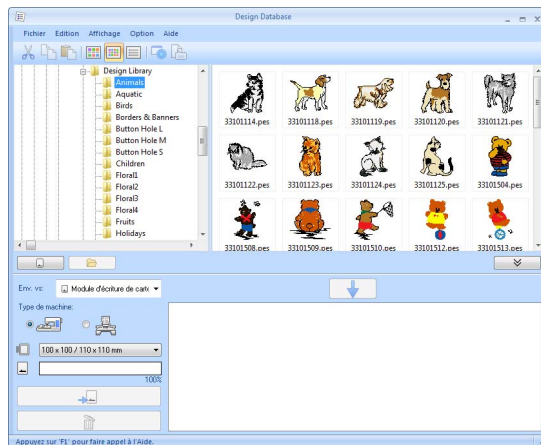 Design Database
Fichier Edition Affichage Option Aide
Design Library
Animals
Aquatic
Birds
Borders & Banners
Button Hole L
Button Hole M
Button Hole S
Children
Floral1
Floral2
Floral3
Floral4
Fruits
Holidays
33101114.pes 33101118.pes 33101119.pes 33101120.pes 33101121.pes
33101122.pes 33101123.pes 33101124.pes 33101125.pes 33101504.pes
33101508.pes 33101509.pes 33101510.pes 33101512.pes 33101513.pes
Env. vs: Module d'écriture de carte
Type de machine:
100 x 100 / 110 x 110 mm
100%
Appuyez sur 'F1' pour faire appel à l'Aide.